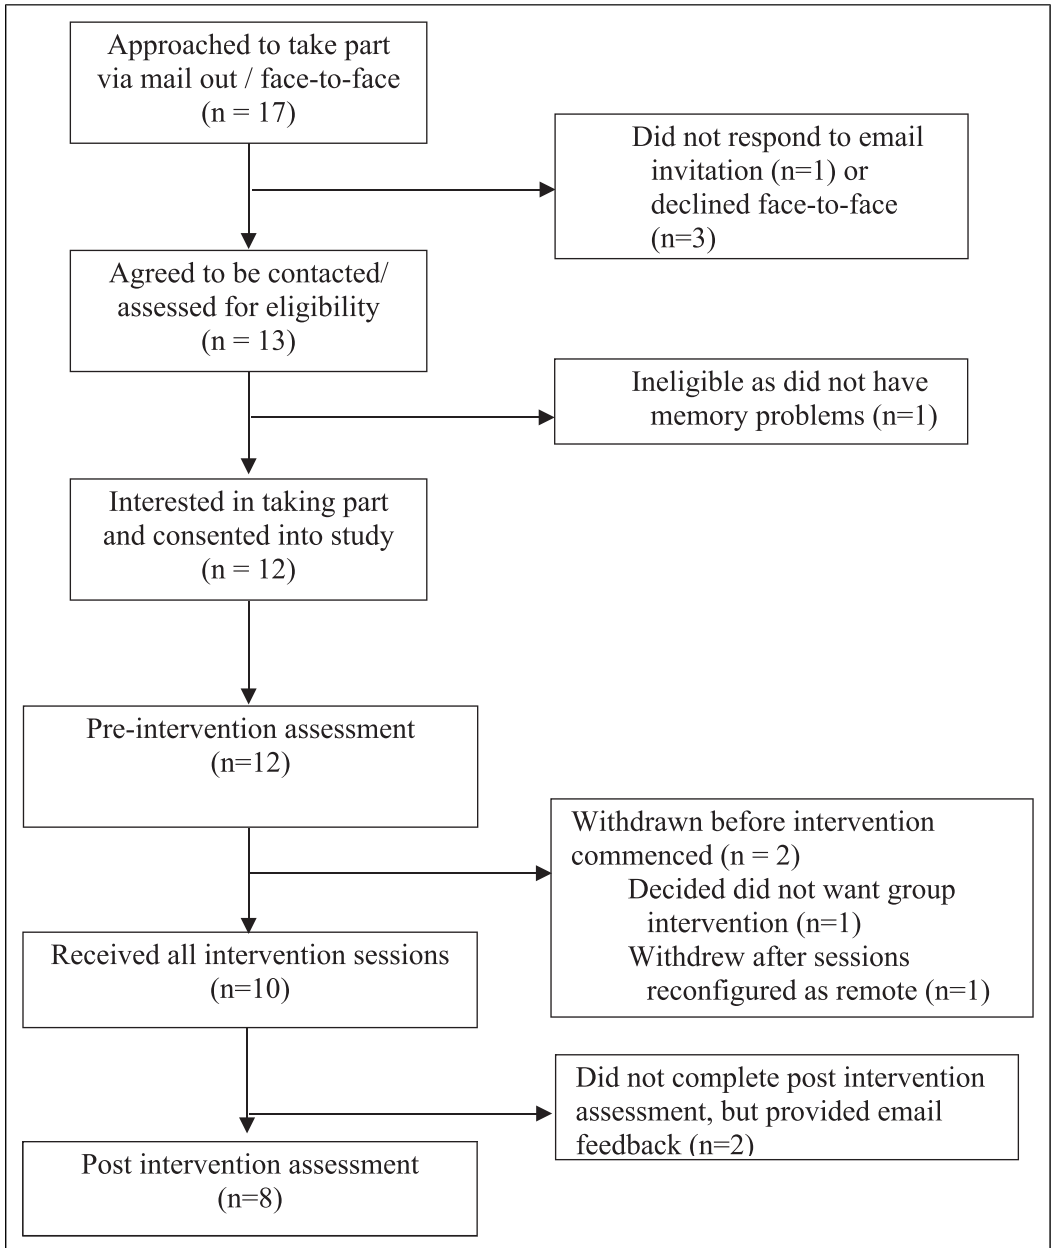 Approached to take part
via mail out / face-to-face
(n = 17)
Did not respond to email
invitation (n=1) or
declined face-to-face
(n=3)
Agreed to be contacted/
assessed for eligibility
(n = 13)
Ineligible as did not have
memory problems (n=1)
Interested in taking part
and consented into study
(n = 12)
Pre-intervention assessment
(n=12)
Withdrawn before intervention
commenced (n = 2)
Decided did not want group
intervention (n=1)
Withdrew after sessions
reconfigured as remote (n=1)
Received all intervention sessions
(n=10)
Did not complete post intervention
assessment, but provided email
feedback (n=2)
Post intervention assessment
(n=8)